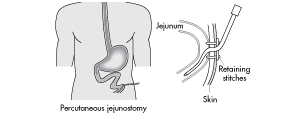 Jejunum
Retaining
stitches
Skin
Percutaneous jejunostomy